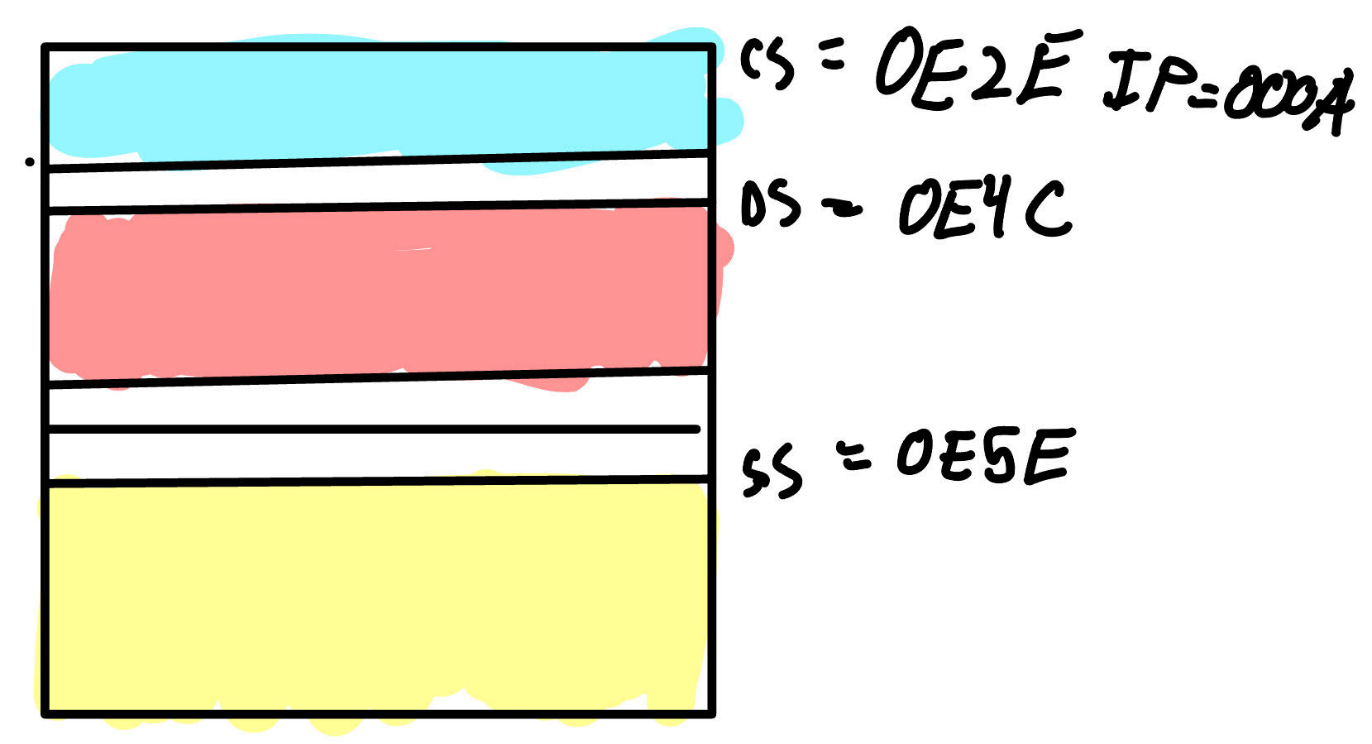 CS = 0E2E IP=000A
DS = 0E4C
SS = 0E5E